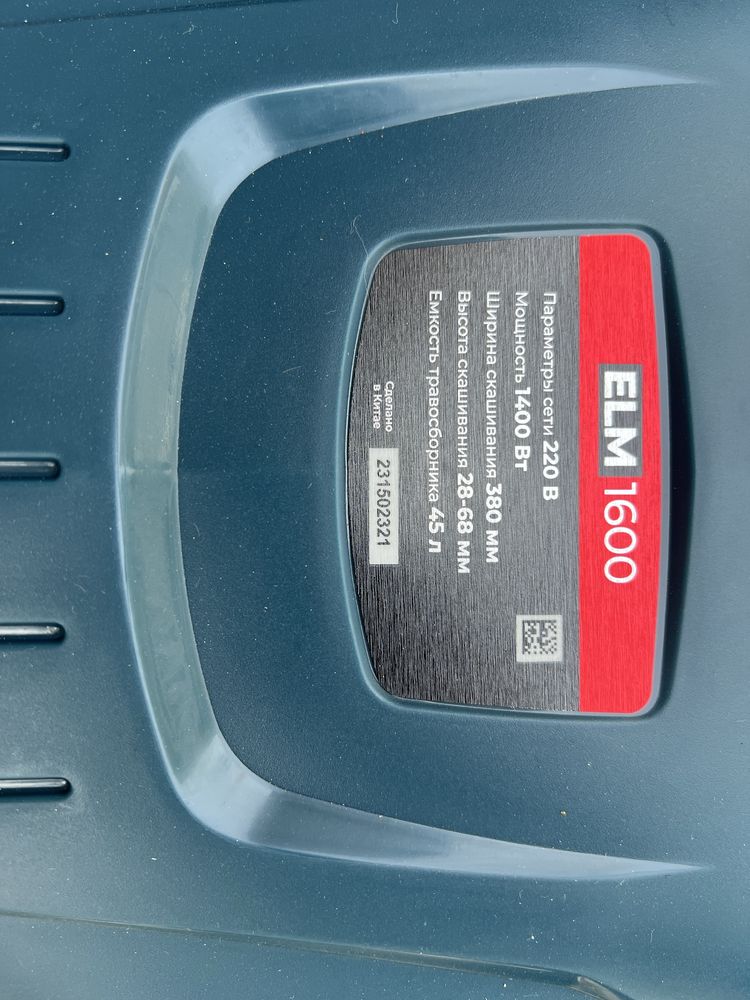 ELM 1600
Параметры сети 220 В
Мощность 1400 Вт
Ширина скашивания 380 мм
Высота скашивания 28-68 мм
Емкость травосборника 45 л
Сделано
в Китае
231502321